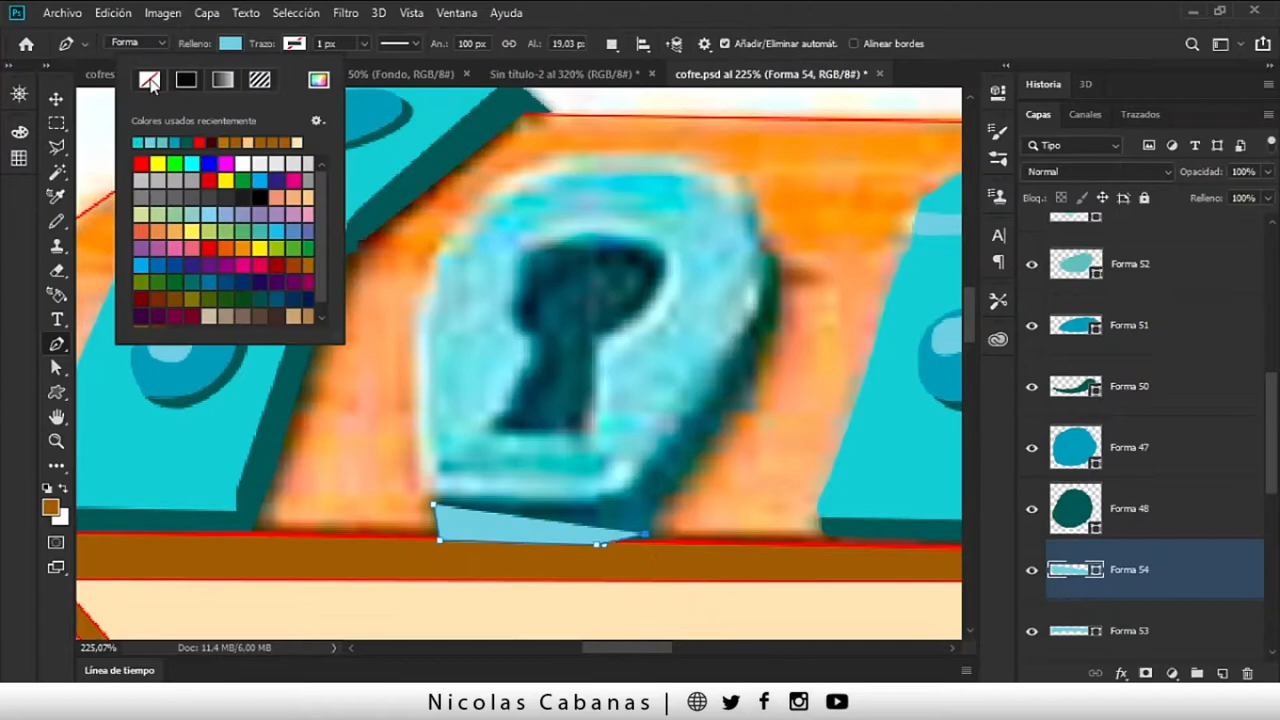 Ps Archivo Edición Imagen Capa Texto Selección Filtro 3D Vista Ventana Ayuda
Forma Relleno: Trazo: 1 px An.: 100 px Al.: 19,03 px Añadir/Eliminar automát. Alinear bordes
cofres 50% (Fondo, RGB/8) × Sin título-2 al 320% (RGB/8) * × cofre.psd al 225% (Forma 54, RGB/8) * ×
Historia 3D
Colores usados recientemente
Capas Canales Trazados
Tipo
Normal Opacidad: 100%
Bloq.: Relleno: 100%
Forma 52
Forma 51
Forma 50
Forma 47
Forma 48
Forma 54
Forma 53
225,07% Doc: 11.4 MB/6,00 MB
Línea de tiempo
Nicolas Cabanas |